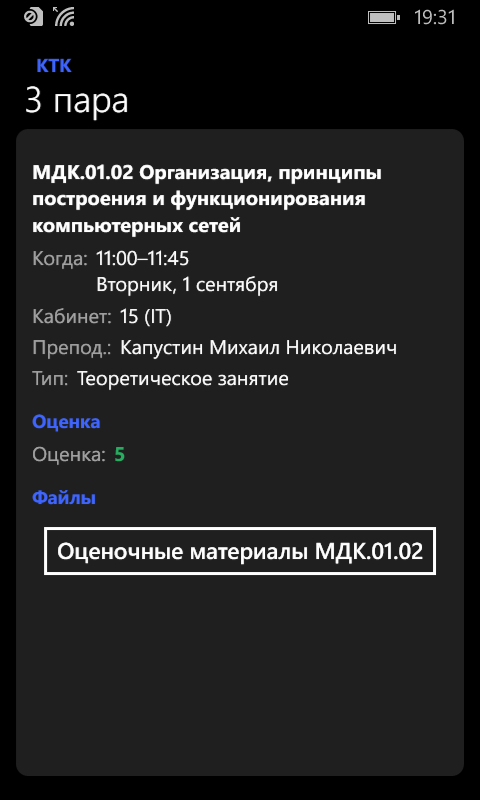 19:31
КТК
3 пара
МДК.01.02 Организация, принципы
построения и функционирования
компьютерных сетей
Когда: 11:00–11:45
Вторник, 1 сентября
Кабинет: 15 (IT)
Препод.: Капустин Михаил Николаевич
Тип: Теоретическое занятие
Оценка
Оценка: 5
Файлы
Оценочные материалы МДК.01.02